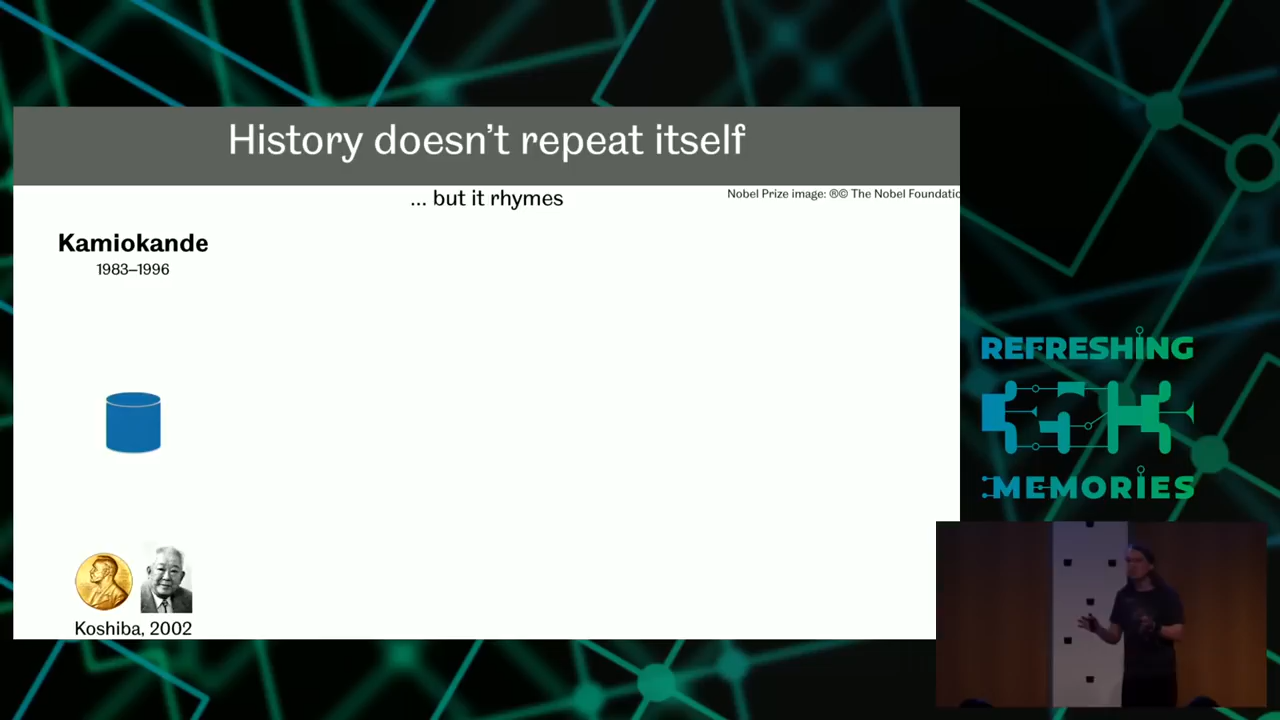 History doesn't repeat itself
... but it rhymes
Nobel Prize image: ®© The Nobel Foundatio
Kamiokande
1983–1996
Koshiba, 2002
REFRESHING
MEMORIES